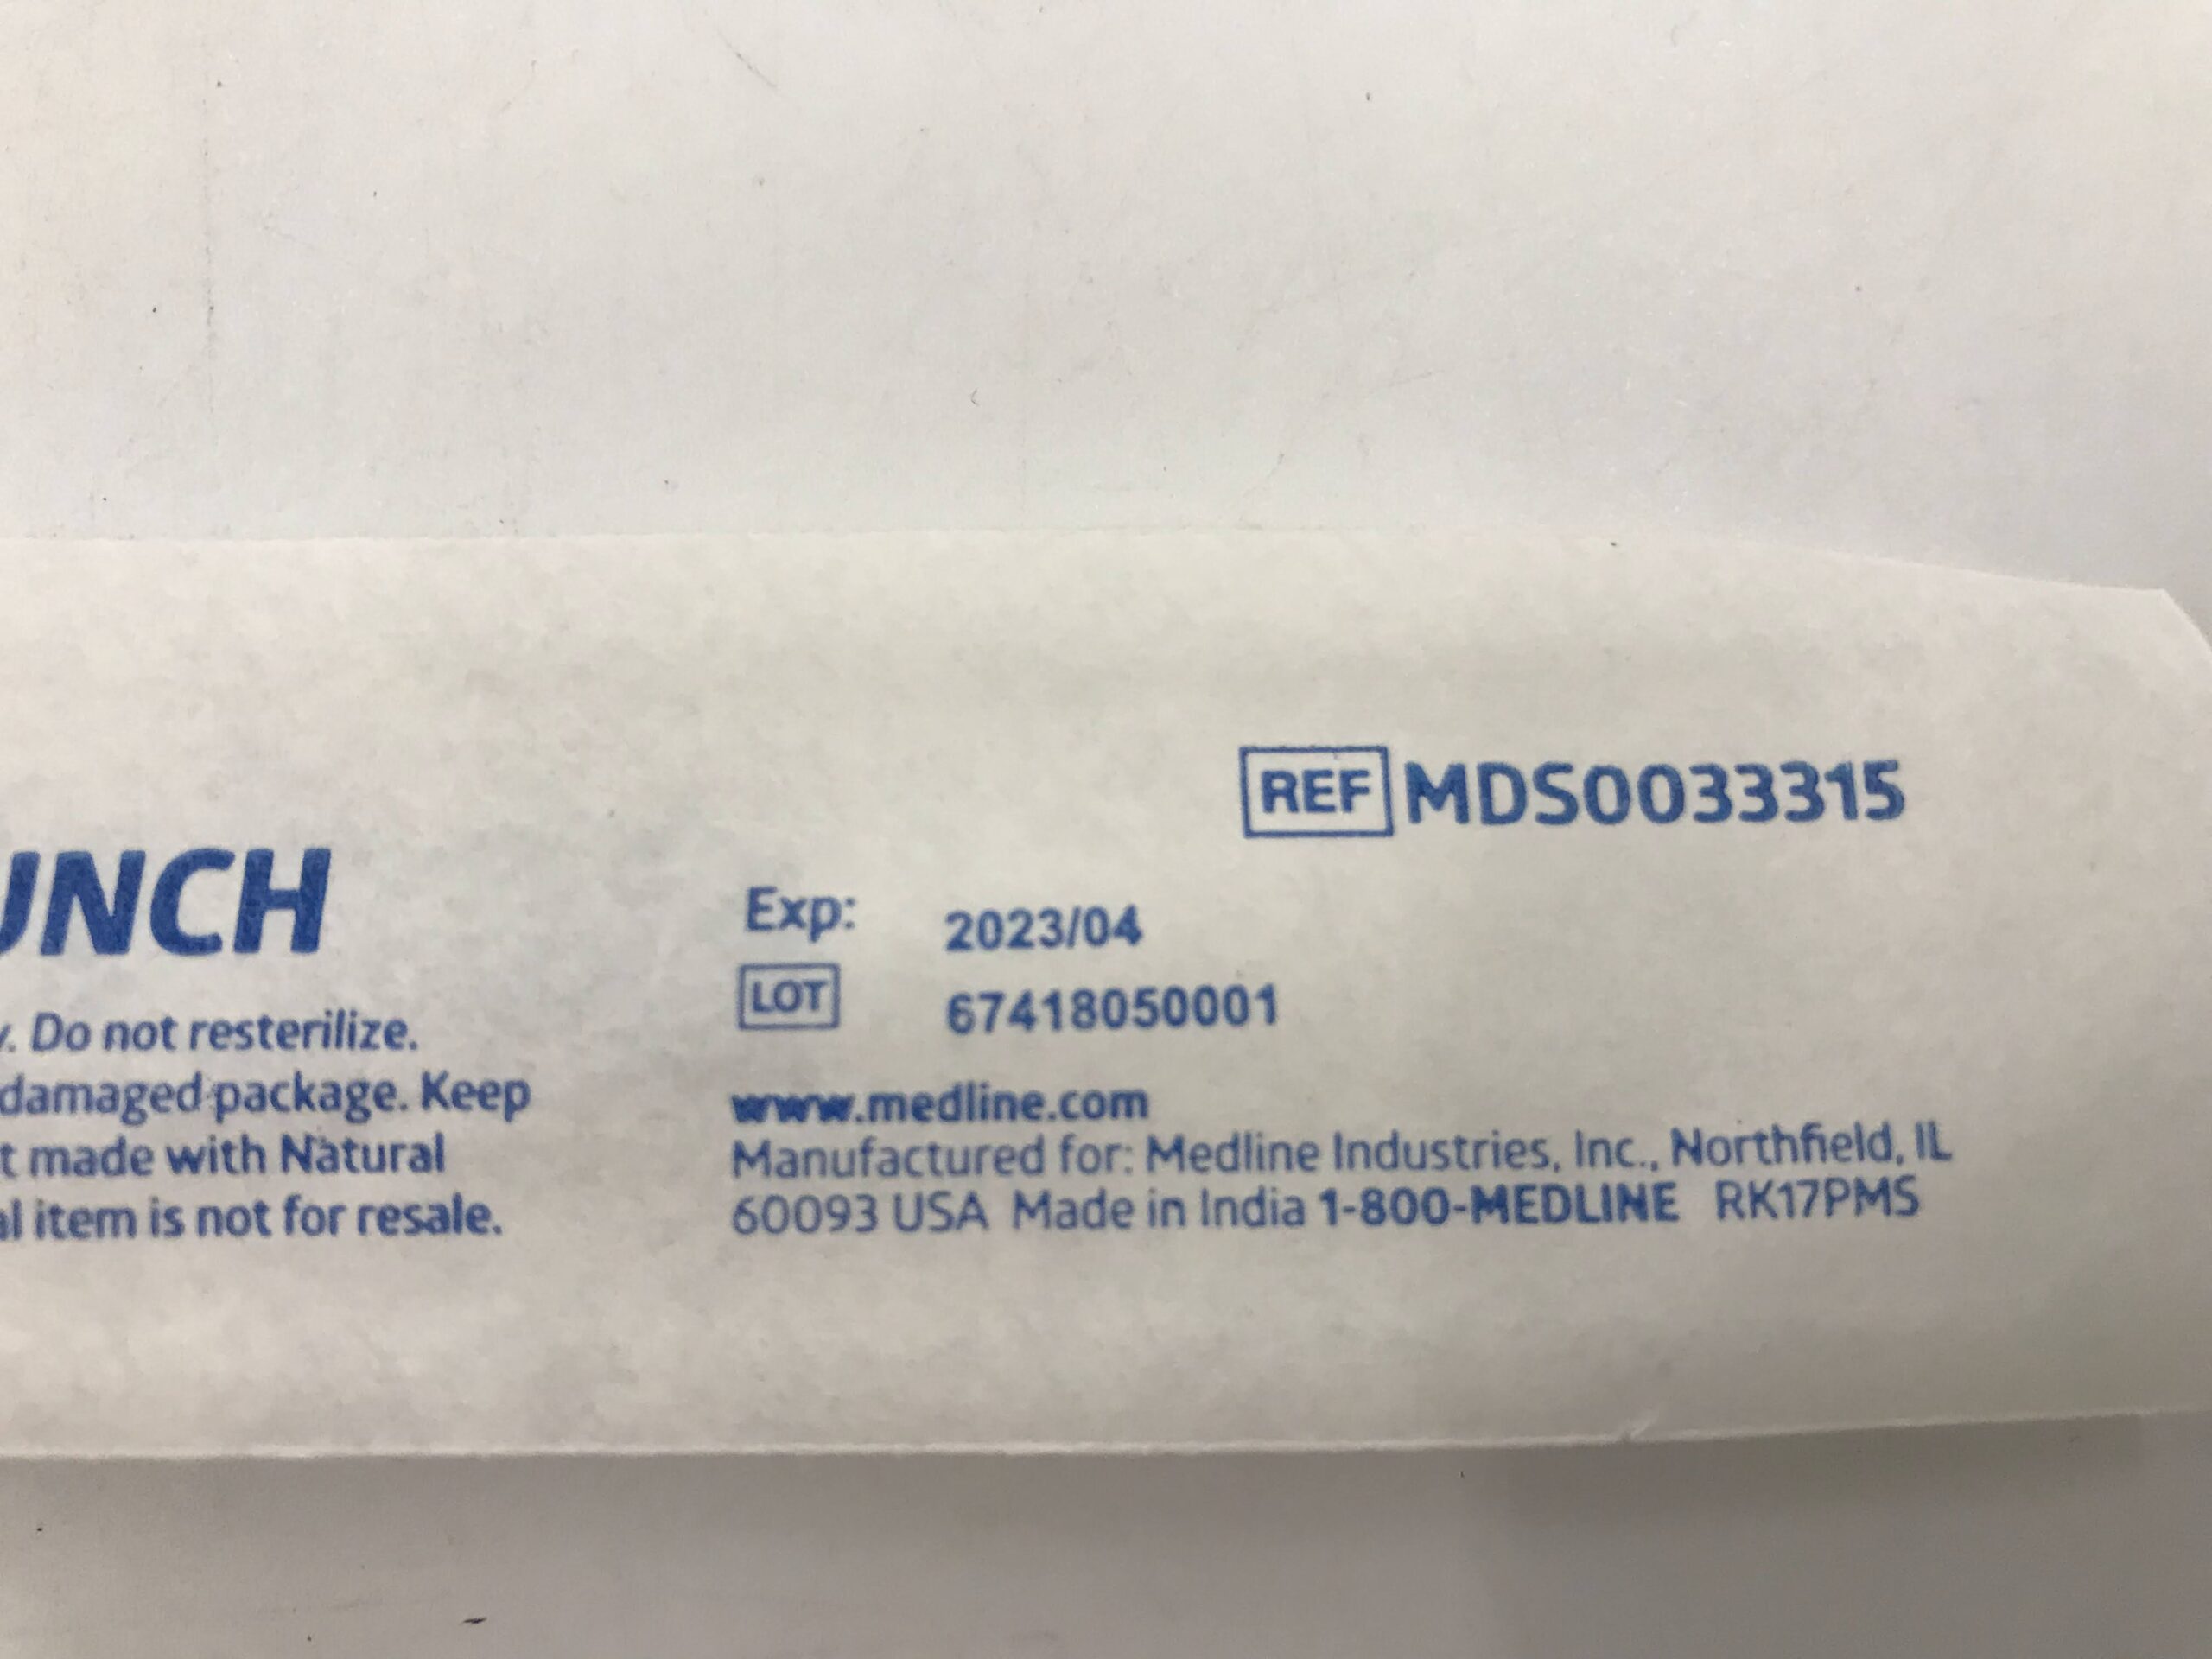 REF MDS0033315
UNCH
Exp: 2023/04
LOT 67418050001
. Do not resterilize.
damaged package. Keep
t made with Natural
al item is not for resale.
www.medline.com
Manufactured for: Medline Industries, Inc., Northfield, IL
60093 USA Made in India 1-800-MEDLINE RK17PMS